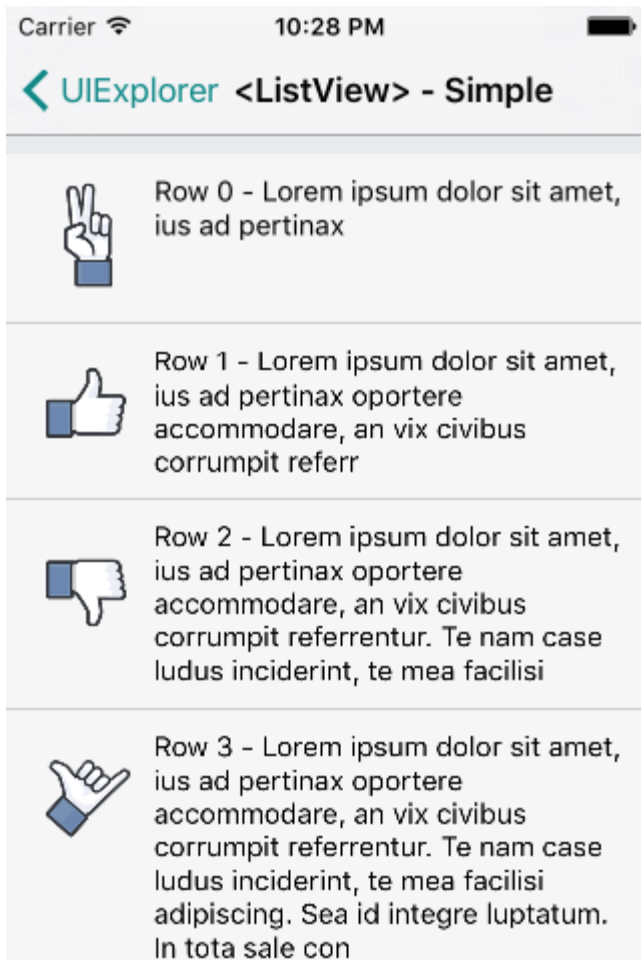 Carrier 10:28 PM
UIExplorer <ListView> - Simple
Row 0 - Lorem ipsum dolor sit amet,
ius ad pertinax
Row 1 - Lorem ipsum dolor sit amet,
ius ad pertinax oportere
accommodare, an vix civibus
corrumpit referr
Row 2 - Lorem ipsum dolor sit amet,
ius ad pertinax oportere
accommodare, an vix civibus
corrumpit referrentur. Te nam case
ludus inciderint, te mea facilisi
Row 3 - Lorem ipsum dolor sit amet,
ius ad pertinax oportere
accommodare, an vix civibus
corrumpit referrentur. Te nam case
ludus inciderint, te mea facilisi
adipiscing. Sea id integre luptatum.
In tota sale con